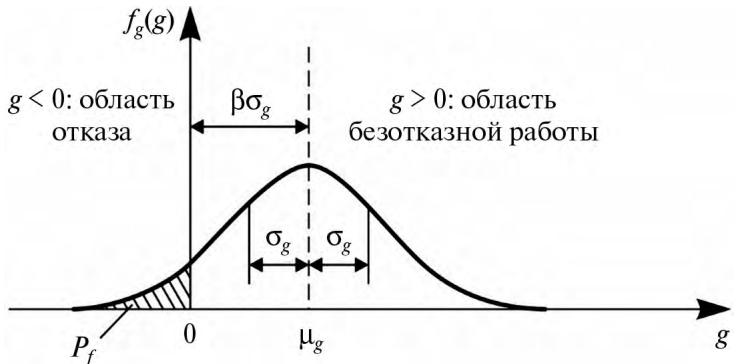 f_g(g)
g < 0: область
отказа
βσ_g
g > 0: область
безотказной работы
σ_g
σ_g
P_f
0
μ_g
g